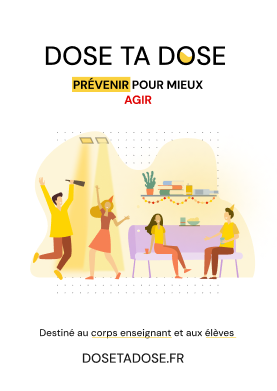 DOSE TA DOSE
PRÉVENIR POUR MIEUX
AGIR
Destiné au corps enseignant et aux élèves
DOSETADOSE.FR